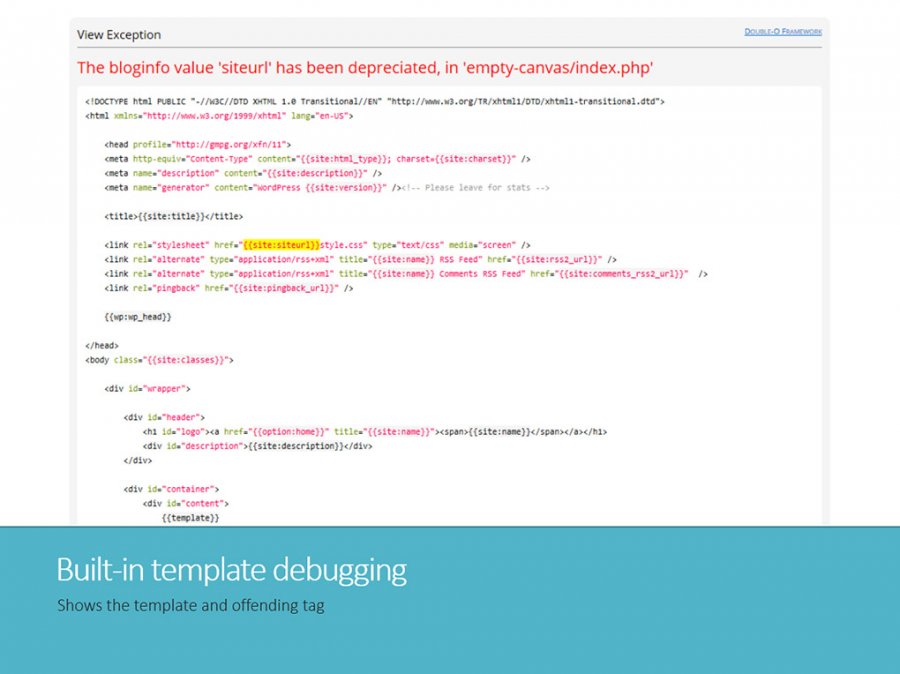 View Exception
Double-O Framework
The bloginfo value 'siteurl' has been depreciated, in 'empty-canvas/index.php'
<!DOCTYPE html PUBLIC "-//W3C//DTD XHTML 1.0 Transitional//EN" "http://www.w3.org/TR/xhtml1/DTD/xhtml1-transitional.dtd">
<html xmlns="http://www.w3.org/1999/xhtml" lang="en-US">
<head profile="http://gmpg.org/xfn/11">
<meta http-equiv="Content-Type" content="{{site:html_type}}; charset={{site:charset}}" />
<meta name="description" content="{{site:description}}" />
<meta name="generator" content="WordPress {{site:version}}" /><!-- Please leave for stats -->
<title>{{site:title}}</title>
<link rel="stylesheet" href="{{site:siteurl}}style.css" type="text/css" media="screen" />
<link rel="alternate" type="application/rss+xml" title="{{site:name}} RSS Feed" href="{{site:rss2_url}}" />
<link rel="alternate" type="application/rss+xml" title="{{site:name}} Comments RSS Feed" href="{{site:comments_rss2_url}}"  />
<link rel="pingback" href="{{site:pingback_url}}" />
{{wp:wp_head}}
</head>
<body class="{{site:classes}}">
<div id="wrapper">
<div id="header">
<h1 id="logo"><a href="{{option:home}}" title="{{site:name}}"><span>{{site:name}}</span></a></h1>
<div id="description">{{site:description}}</div>
</div>
<div id="container">
<div id="content">
{{template}}
Built-in template debugging
Shows the template and offending tag